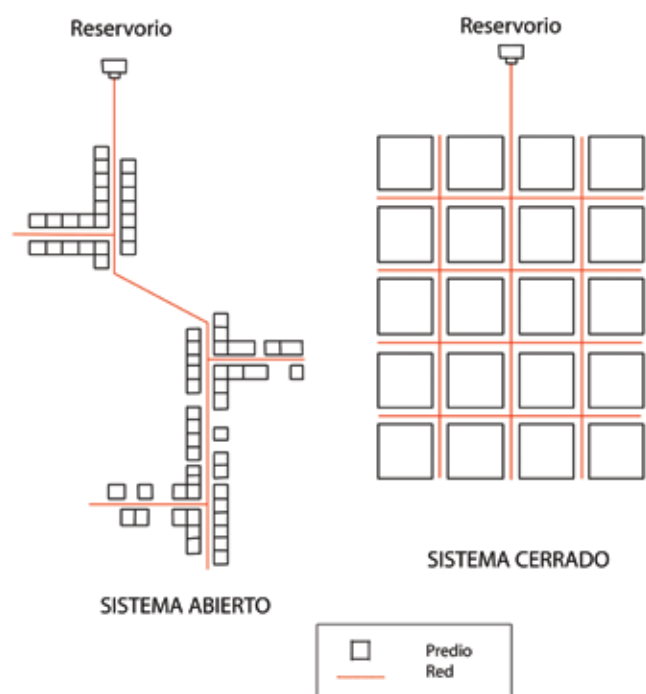 Reservorio
Reservorio
SISTEMA CERRADO
SISTEMA ABIERTO
Predio
Red